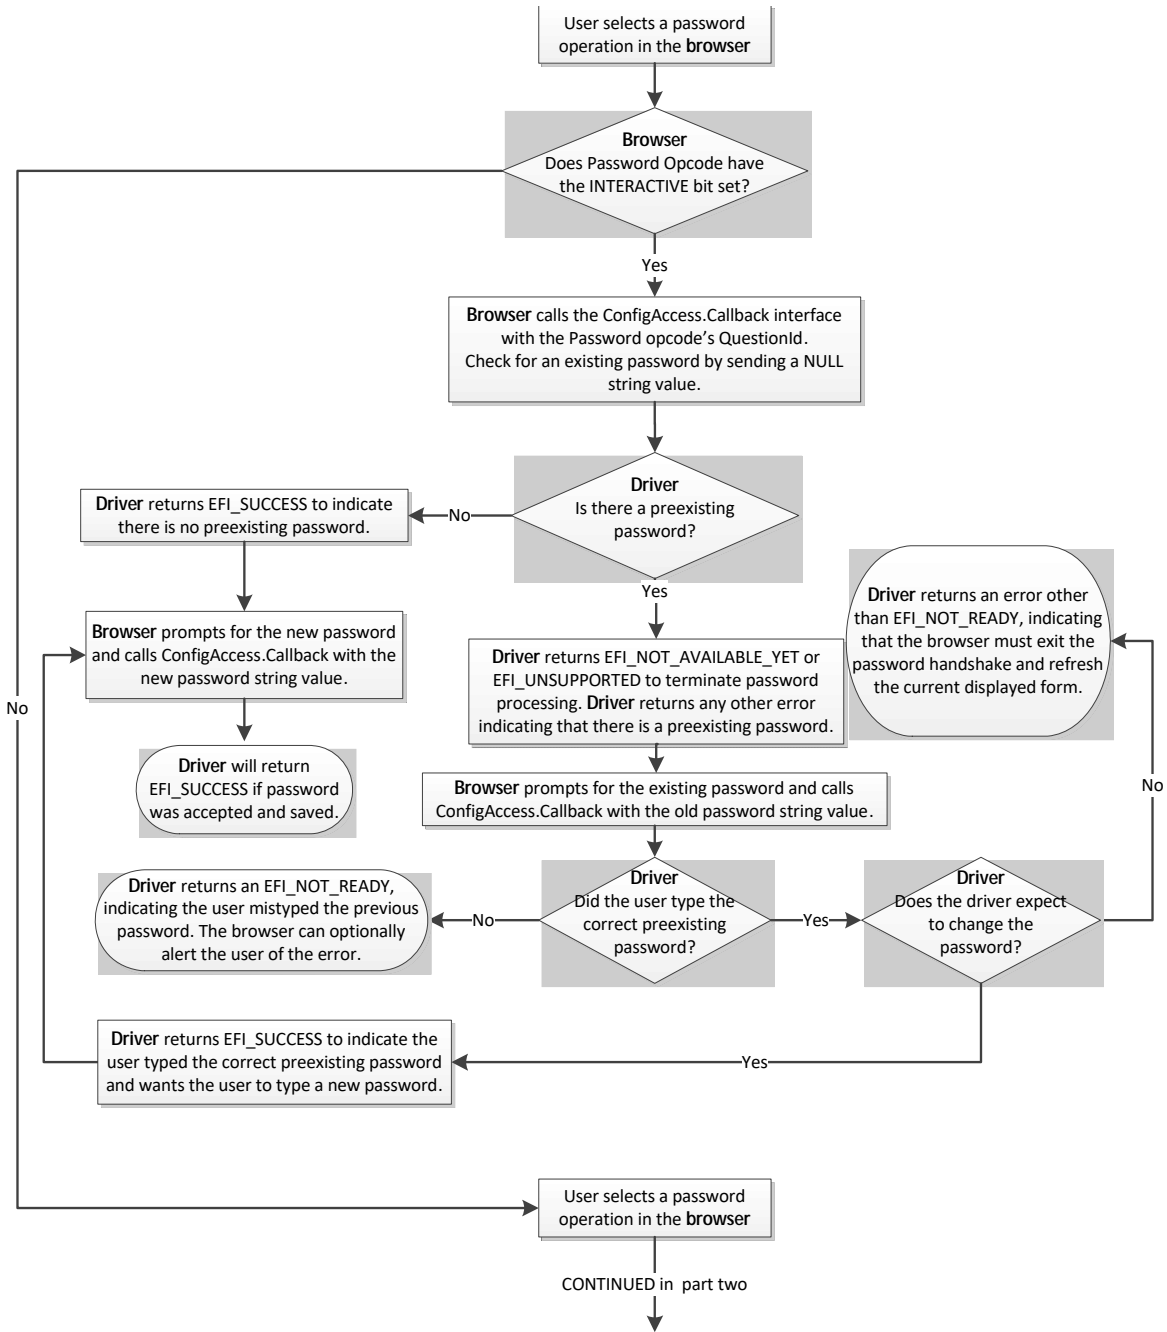 User selects a password
operation in the browser
Browser
Does Password Opcode have
the INTERACTIVE bit set?
Yes
Browser calls the ConfigAccess.Callback interface
with the Password opcode’s QuestionId.
Check for an existing password by sending a NULL
string value.
Driver
Is there a preexisting
password?
No
Driver returns EFI_SUCCESS to indicate
there is no preexisting password.
Yes
Browser prompts for the new password
and calls ConfigAccess.Callback with the
new password string value.
Driver will return
EFI_SUCCESS if password
was accepted and saved.
Driver returns EFI_NOT_AVAILABLE_YET or
EFI_UNSUPPORTED to terminate password
processing. Driver returns any other error
indicating that there is a preexisting password.
Driver returns an error other
than EFI_NOT_READY, indicating
that the browser must exit the
password handshake and refresh
the current displayed form.
No
No
Browser prompts for the existing password and calls
ConfigAccess.Callback with the old password string value.
Driver
Did the user type the
correct preexisting
password?
No
Driver returns an EFI_NOT_READY,
indicating the user mistyped the previous
password. The browser can optionally
alert the user of the error.
Yes
Driver
Does the driver expect
to change the
password?
Yes
Driver returns EFI_SUCCESS to indicate the
user typed the correct preexisting password
and wants the user to type a new password.
User selects a password
operation in the browser
CONTINUED in part two